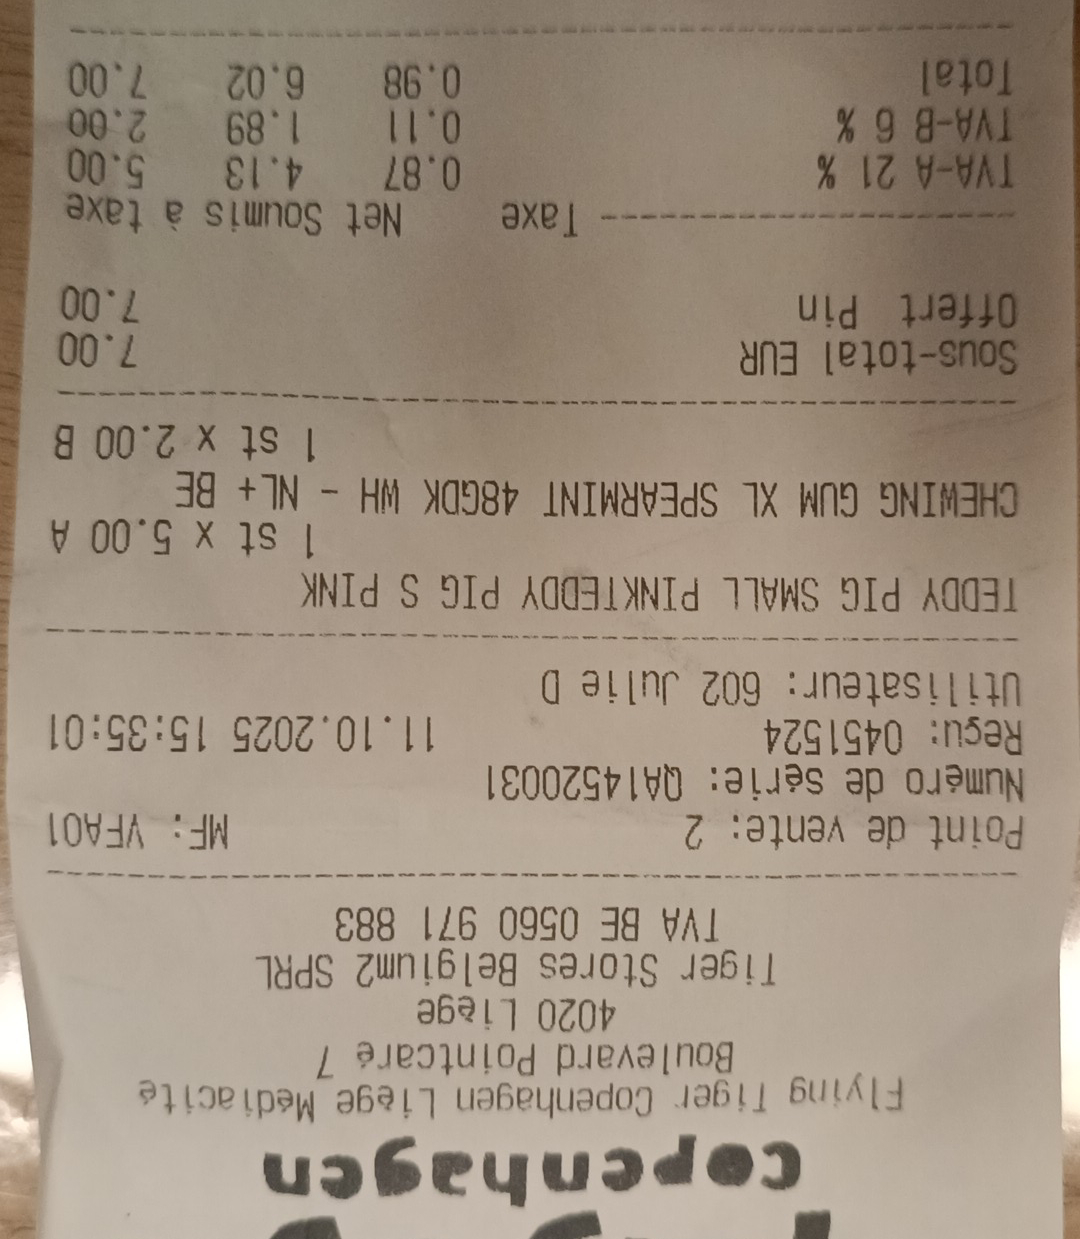 copenhagen
Flying Tiger Copenhagen Liège Médiacité
Boulevard Pointcaré 7
4020 Liège
Tiger Stores Belgium2 SPRL
TVA BE 0560 971 883
Point de vente: 2 MF: VFA01
Numéro de série: QA14520031
Reçu: 0451524 11.10.2025 15:35:01
Utilisateur: 602 Julie D
TEDDY PIG SMALL PINKTEDDY PIG S PINK
1 st x 5.00 A
CHEWING GUM XL SPEARMINT 48GDK WH - NL+ BE
1 st x 2.00 B
Sous-total EUR 7.00
Offert Pin 7.00
Taxe Net Soumis à taxe
TVA-A 21 % 0.87 4.13 5.00
TVA-B 6 % 0.11 1.89 2.00
Total 0.98 6.02 7.00